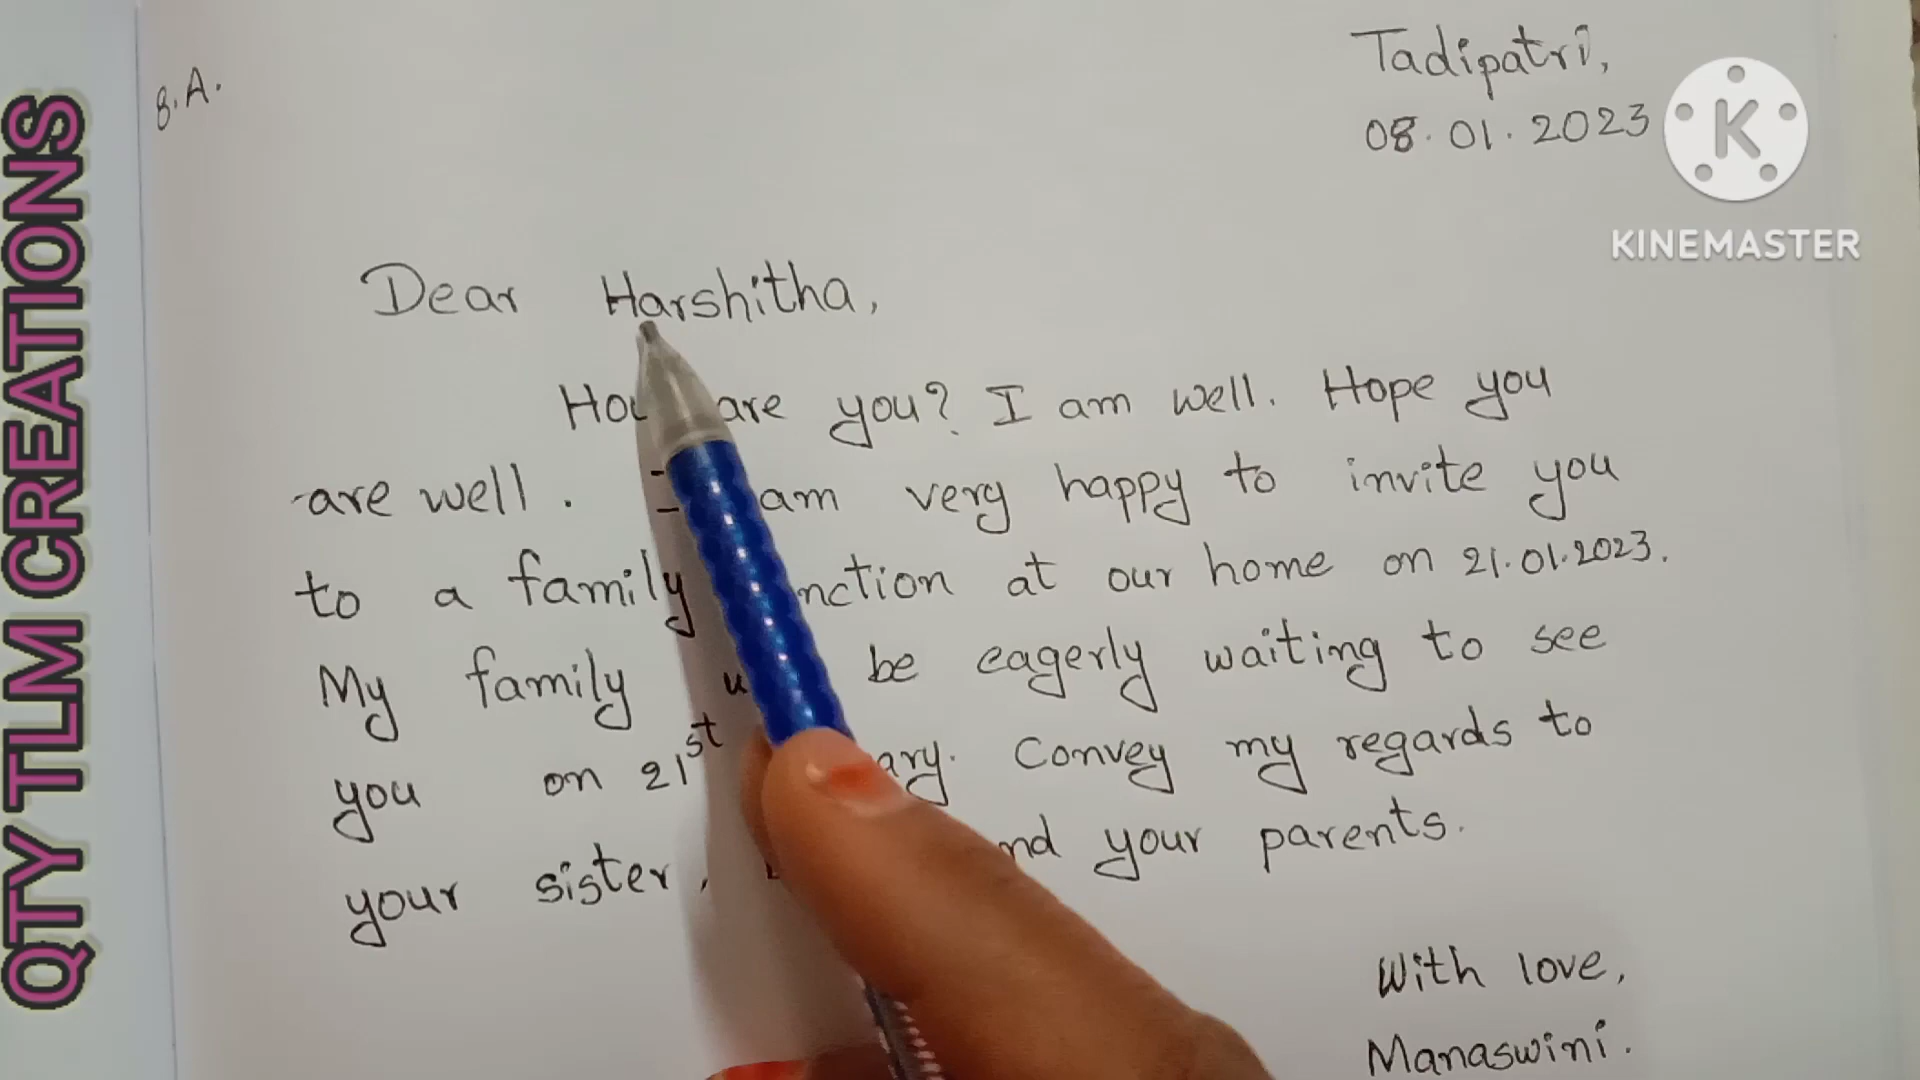 QTY TLM CREATIONS
8.A.
Tadipatri,
08.01.2023
KINEMASTER
Dear Harshitha,
are you? I am well. Hope you
are well. I am very happy to invite you
to a family at our home on 21.01.2023.
My family be eagerly waiting to see
you on 21st Convey my regards to
your sister, your parents.
With love,
Manaswini.